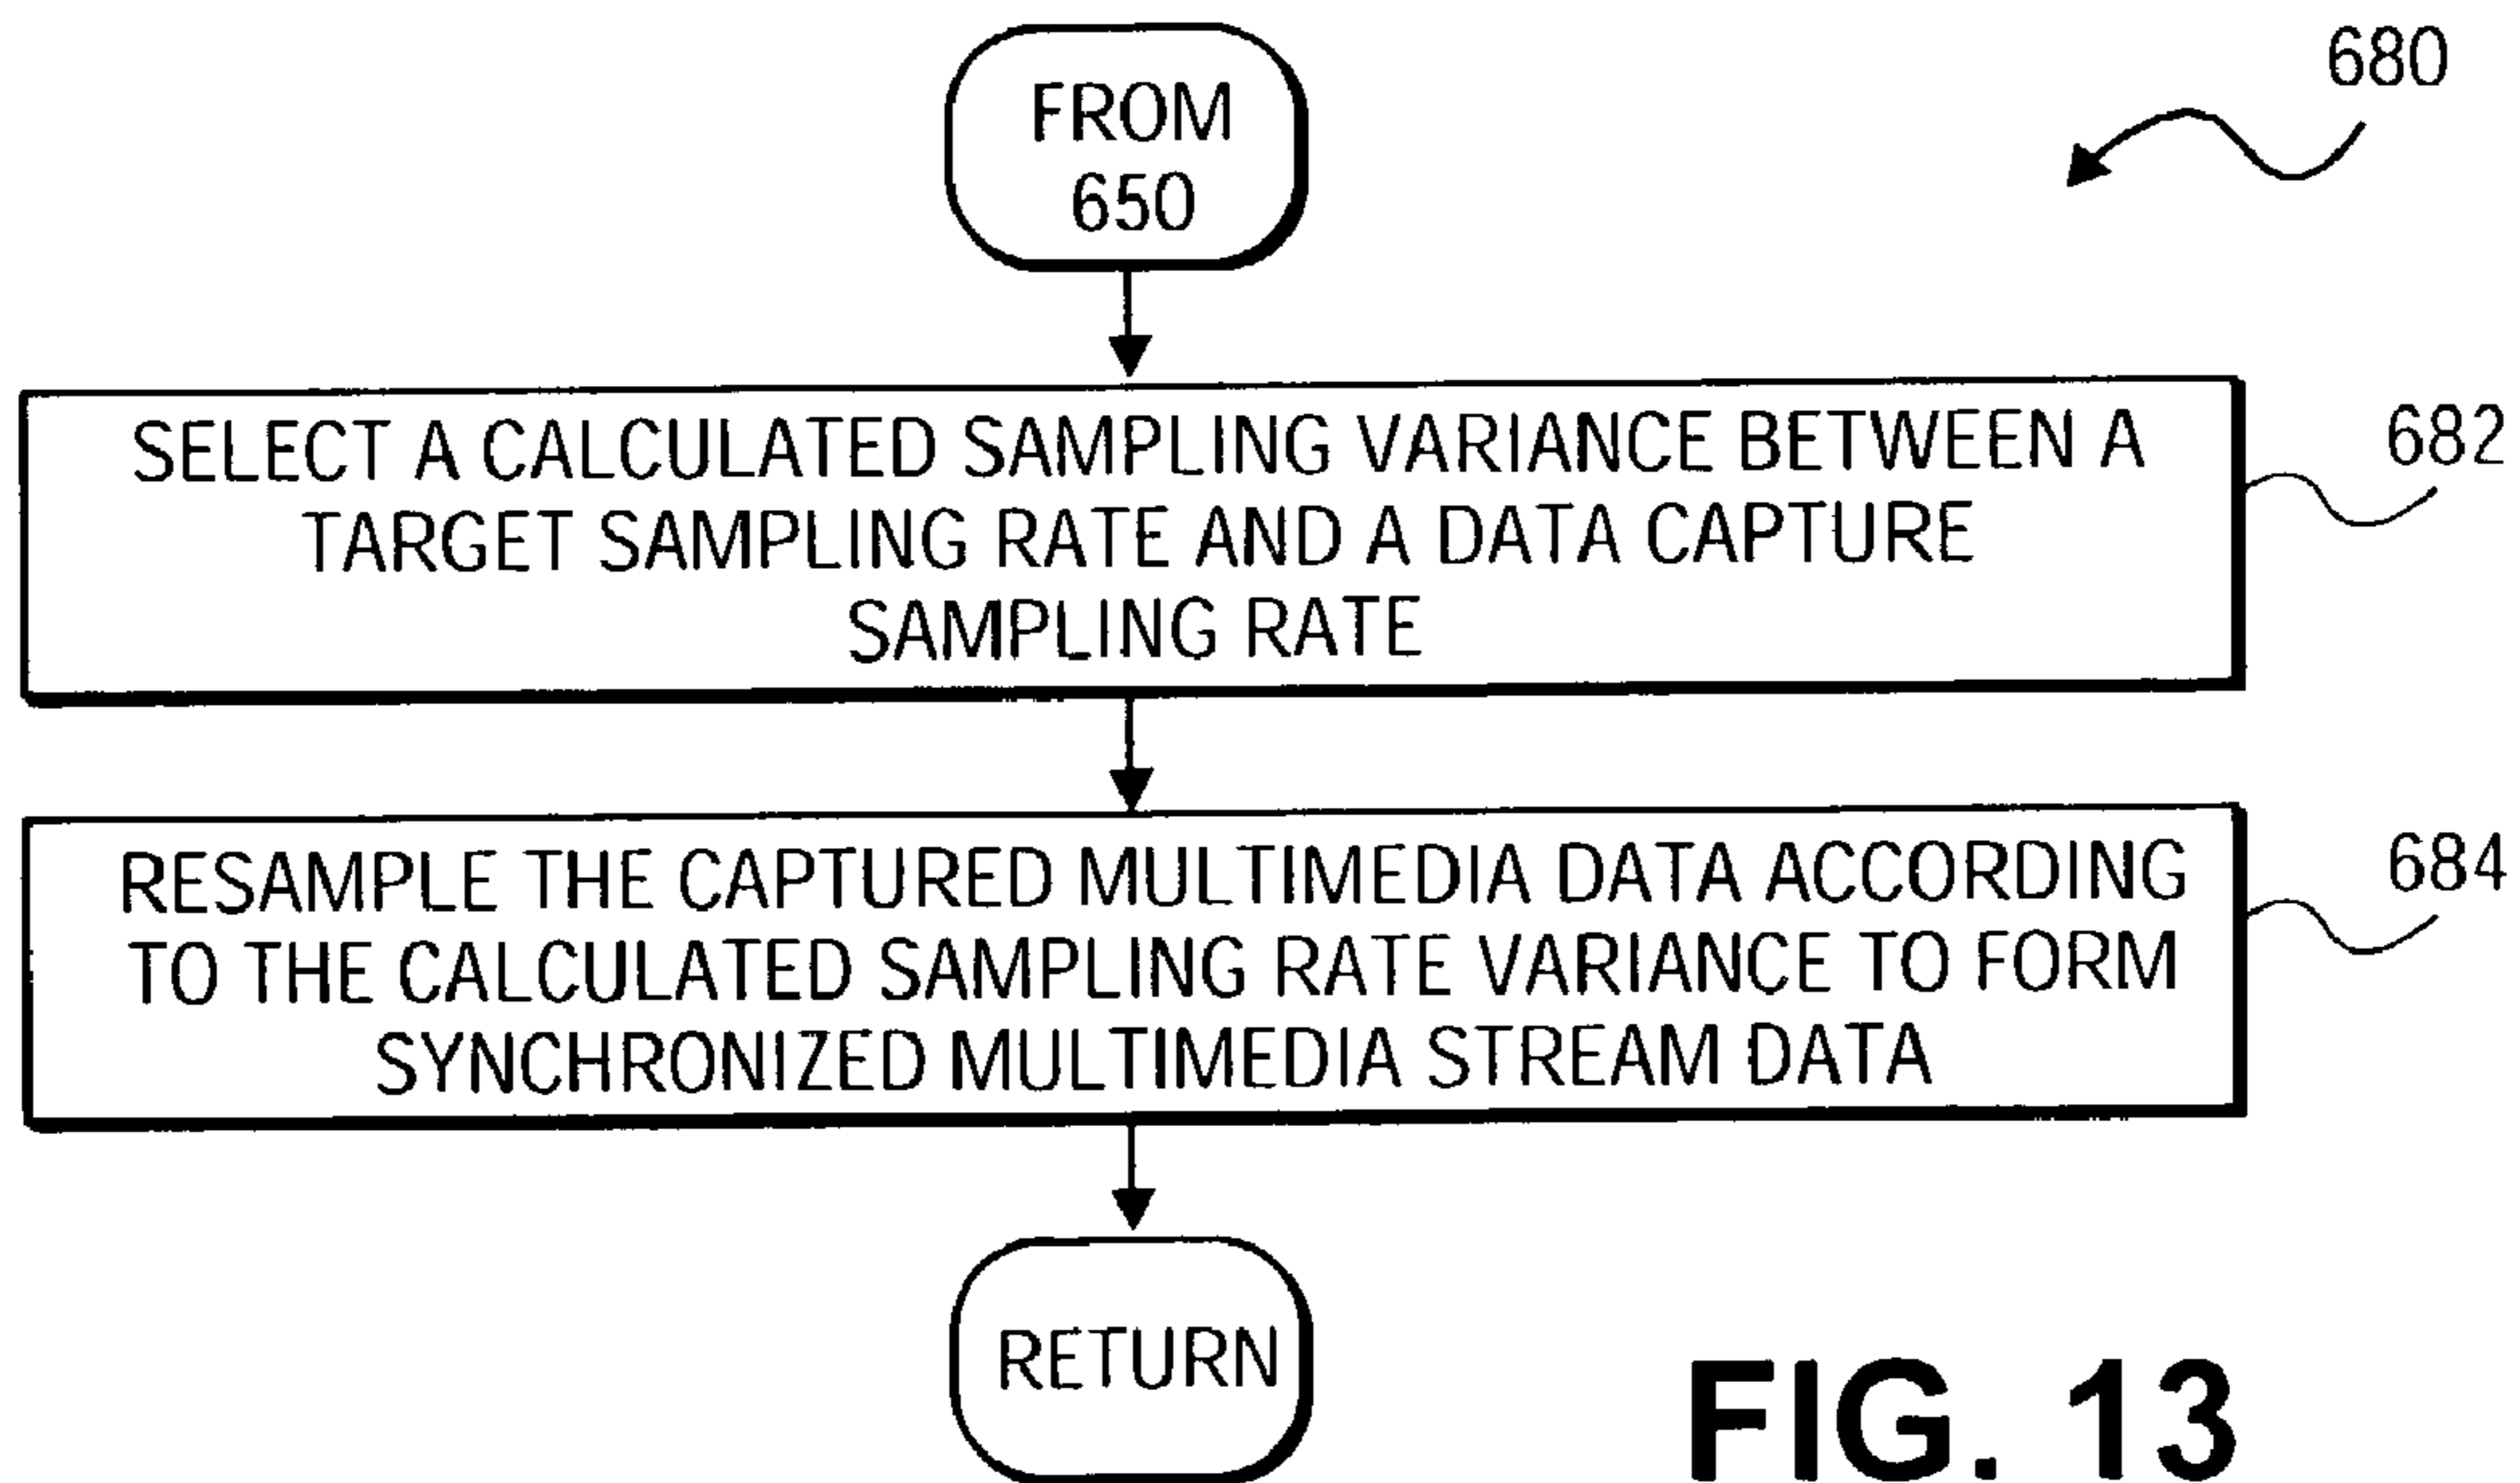 FROM
650
680
SELECT A CALCULATED SAMPLING VARIANCE BETWEEN A
TARGET SAMPLING RATE AND A DATA CAPTURE
SAMPLING RATE
682
RESAMPLE THE CAPTURED MULTIMEDIA DATA ACCORDING
TO THE CALCULATED SAMPLING RATE VARIANCE TO FORM
SYNCHRONIZED MULTIMEDIA STREAM DATA
684
RETURN
FIG. 13